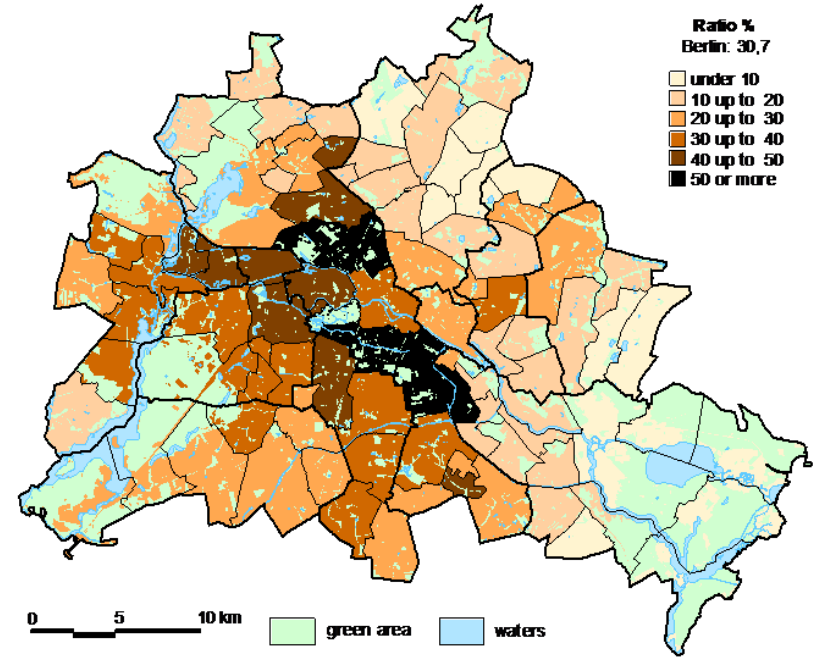 Ratio %
Berlin: 30,7
under 10
10 up to 20
20 up to 30
30 up to 40
40 up to 50
50 or more
0 5 10 km
green area
waters